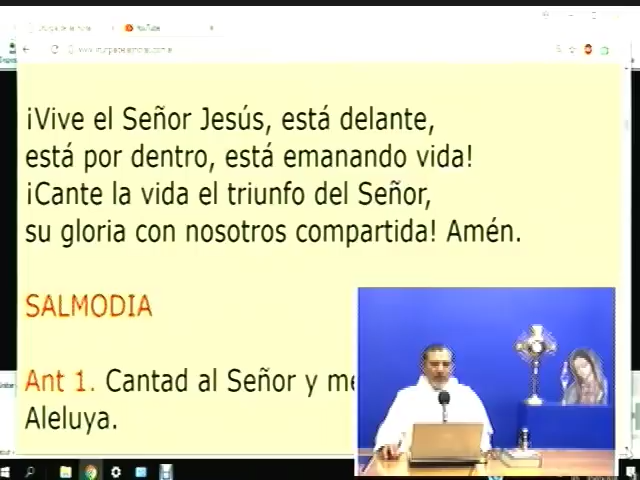 YouTube
¡Vive el Señor Jesús, está delante,
está por dentro, está emanando vida!
¡Cante la vida el triunfo del Señor,
su gloria con nosotros compartida! Amén.
SALMODIA
Ant 1. Cantad al Señor y me
Aleluya.